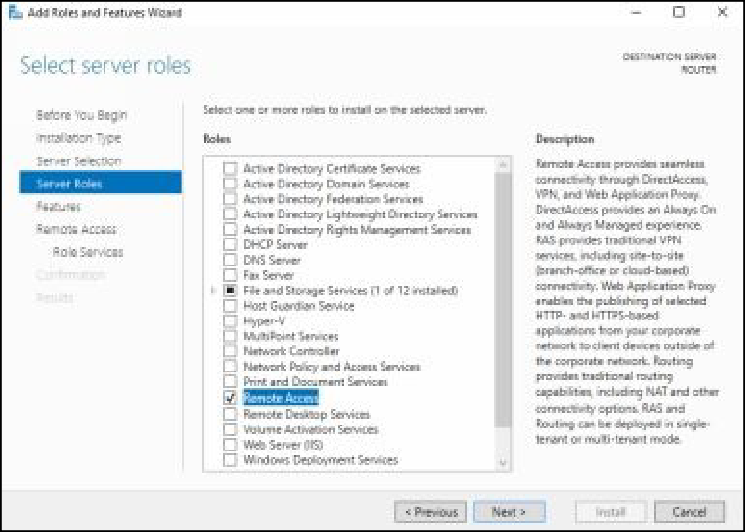 Add Roles and Features Wizard
Select server roles
DESTINATION SERVER
ROUTER
Before You Begin
Installation Type
Server Selection
Server Roles
Features
Remote Access
Role Services
Confirmation
Results
Select one or more roles to install on the selected server.
Roles
Active Directory Certificate Services
Active Directory Domain Services
Active Directory Federation Services
Active Directory Lightweight Directory Services
Active Directory Rights Management Services
DHCP Server
DNS Server
Fax Server
File and Storage Services (1 of 12 installed)
Host Guardian Service
Hyper-V
MultiPoint Services
Network Controller
Network Policy and Access Services
Print and Document Services
Remote Access
Remote Desktop Services
Volume Activation Services
Web Server (IIS)
Windows Deployment Services
Description
Remote Access provides seamless
connectivity through DirectAccess,
VPN, and Web Application Proxy.
DirectAccess provides an Always On
and Always Managed experience.
RAS provides traditional VPN
services, including site-to-site
(branch-office or cloud-based)
connectivity. Web Application Proxy
enables the publishing of selected
HTTP- and HTTPS-based
applications from your corporate
network to client devices outside of
the corporate network. Routing
provides traditional routing
capabilities, including NAT and other
connectivity options. RAS and
Routing can be deployed in single-
tenant or multi-tenant mode.
< Previous
Next >
Install
Cancel